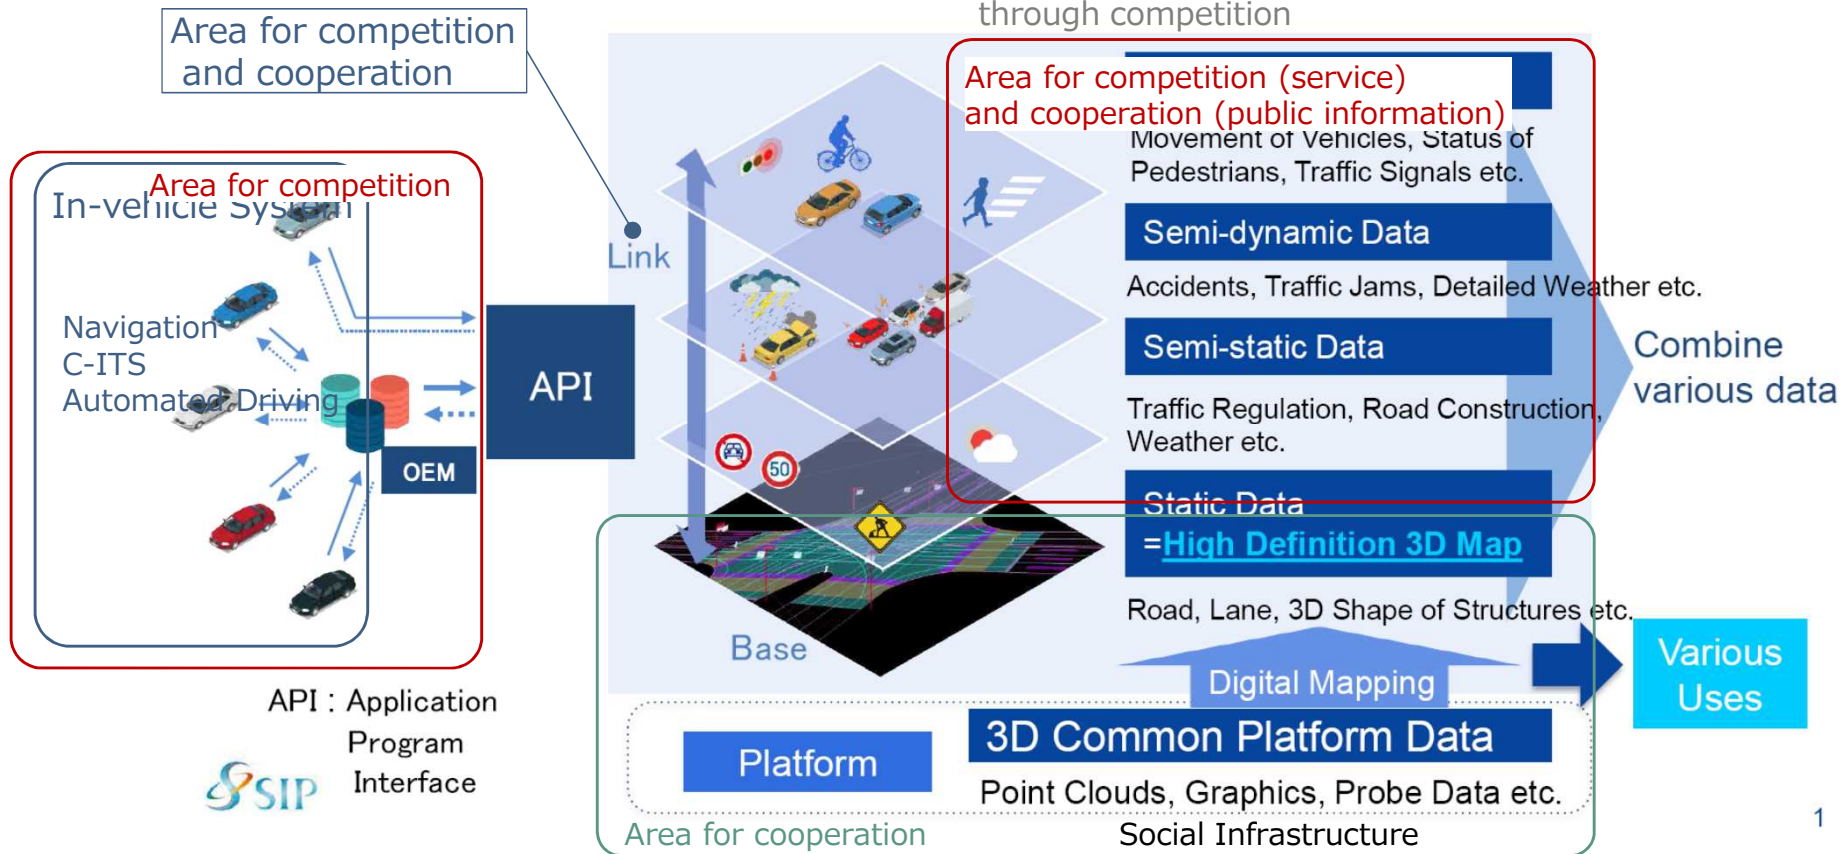 through competition
Area for competition
and cooperation
Area for competition (service)
and cooperation (public information)
Movement of Vehicles, Status of
Pedestrians, Traffic Signals etc.
Area for competition
In-vehicle System
Link
Semi-dynamic Data
Accidents, Traffic Jams, Detailed Weather etc.
Navigation
C-ITS
Automated Driving
API
Semi-static Data
Combine
various data
Traffic Regulation, Road Construction,
Weather etc.
OEM
50
Static Data
=High Definition 3D Map
Road, Lane, 3D Shape of Structures etc.
Base
Various
Uses
Digital Mapping
API : Application
Program
Interface
SIP
Platform
3D Common Platform Data
Point Clouds, Graphics, Probe Data etc.
Area for cooperation
Social Infrastructure
1